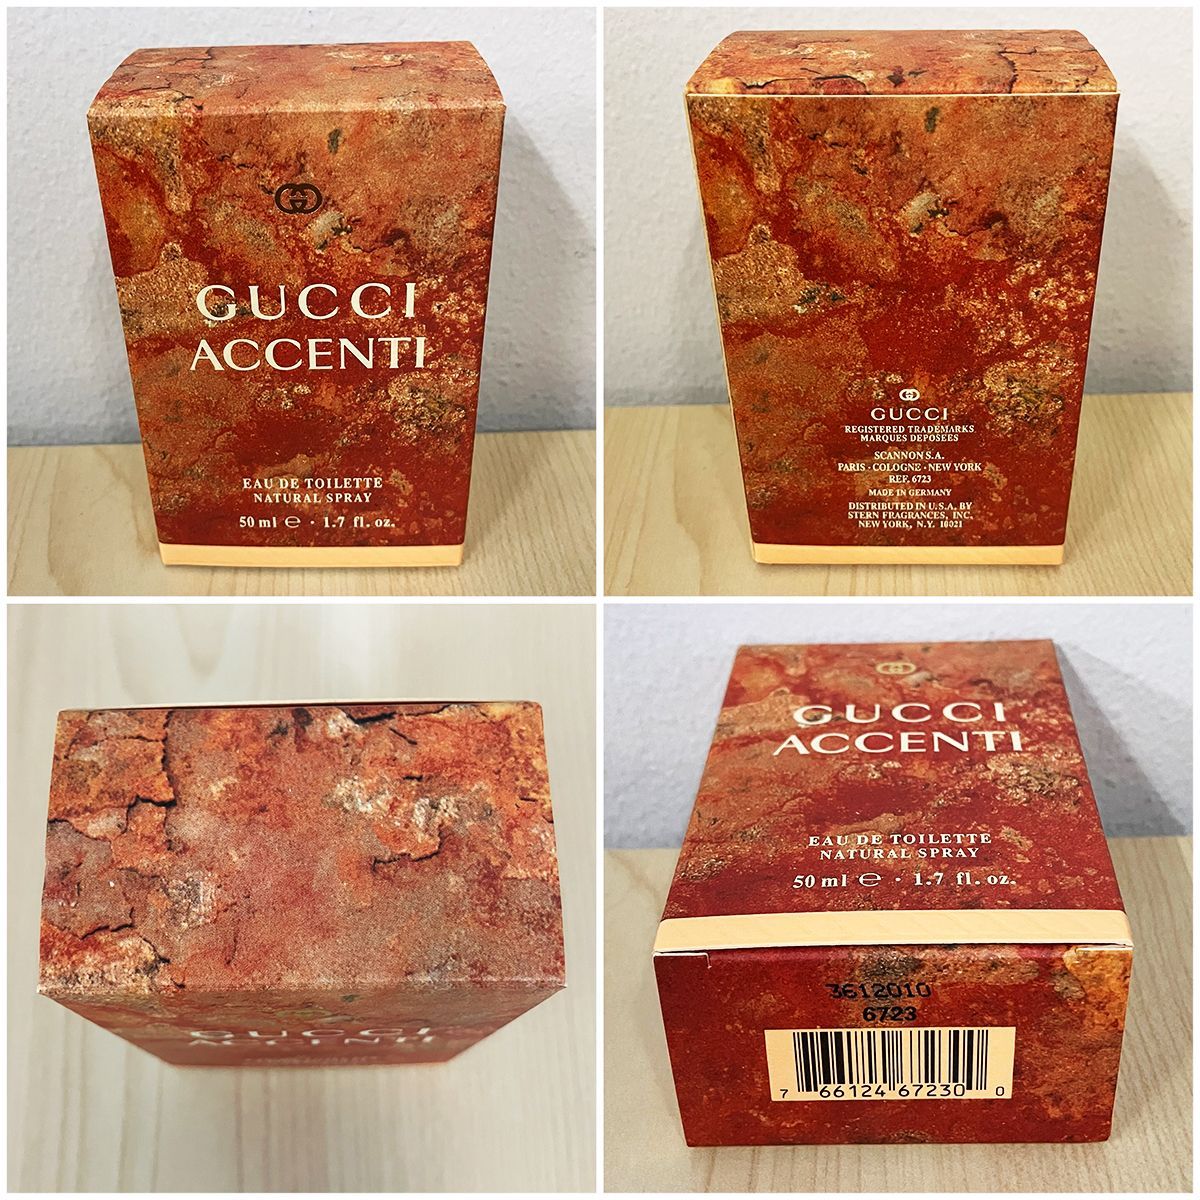 GUCCI
ACCENTI
EAU DE TOILETTE
NATURAL SPRAY
50 ml ℮ · 1.7 fl. oz.
GUCCI
REGISTERED TRADEMARKS
MARQUES DEPOSEES
SCANNON S.A.
PARIS · COLOGNE · NEW YORK
REF. 6723
MADE IN GERMANY
DISTRIBUTED IN U.S.A. BY
STERN FRAGRANCES, INC.
NEW YORK, N.Y. 10021
GUCCI
ACCENTI
GUCCI
ACCENTI
EAU DE TOILETTE
NATURAL SPRAY
50 ml ℮ · 1.7 fl. oz.
3612010
6723
7 66124 67230 0